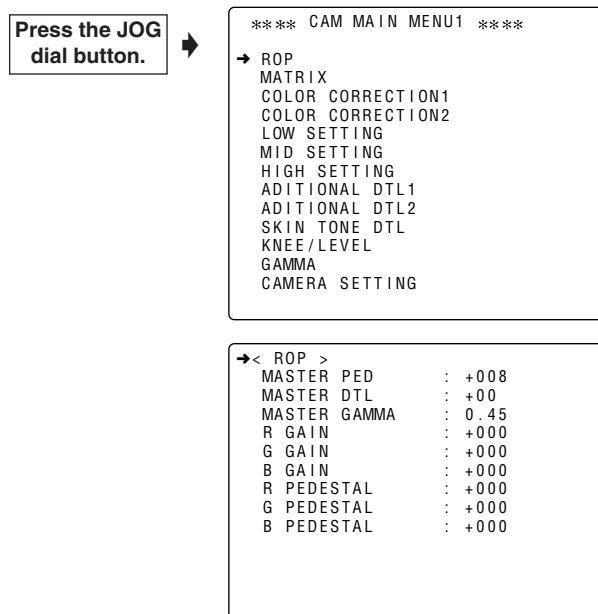 Press the JOG
dial button.
**** CAM MAIN MENU1 ****
➔ ROP
MATRIX
COLOR CORRECTION1
COLOR CORRECTION2
LOW SETTING
MID SETTING
HIGH SETTING
ADITIONAL DTL1
ADITIONAL DTL2
SKIN TONE DTL
KNEE/LEVEL
GAMMA
CAMERA SETTING
➔< ROP >
MASTER PED : +008
MASTER DTL : +00
MASTER GAMMA : 0.45
R GAIN : +000
G GAIN : +000
B GAIN : +000
R PEDESTAL : +000
G PEDESTAL : +000
B PEDESTAL : +000